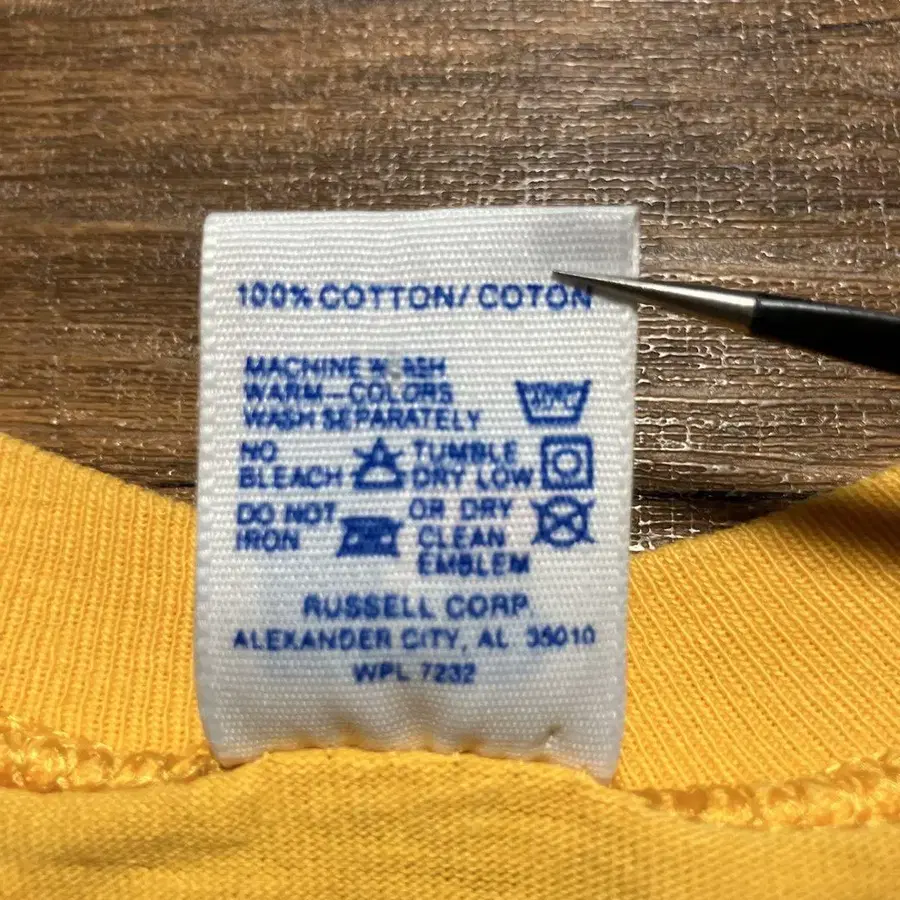 100% COTTON/COTON
MACHINE WASH
WARM—COLORS
WASH SEPARATELY
NO BLEACH
TUMBLE DRY LOW
DO NOT IRON
OR DRY CLEAN EMBLEM
RUSSELL CORP.
ALEXANDER CITY, AL 35010
WPL 7232